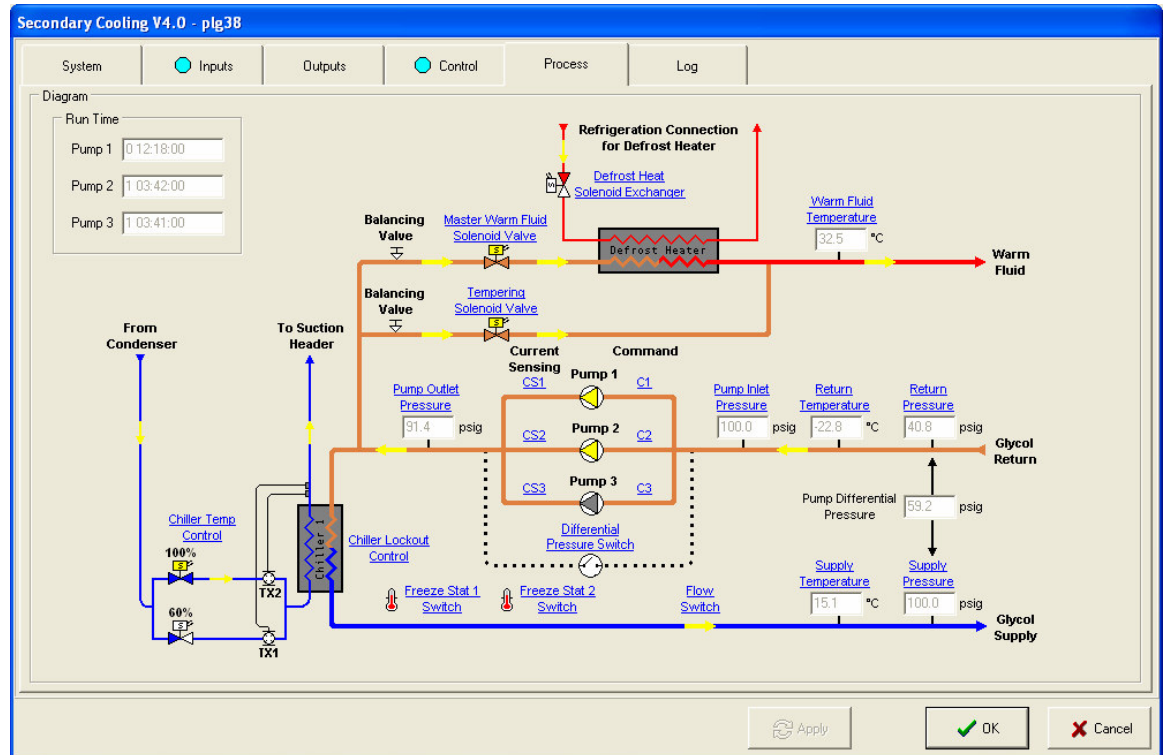 Secondary Cooling V4.0 - plg38
System
Inputs
Outputs
Control
Process
Log
Diagram
Run Time
Pump 1 0 12:18:00
Pump 2 1 03:42:00
Pump 3 1 03:41:00
Refrigeration Connection
for Defrost Heater
Defrost Heat
Solenoid Exchanger
S
Warm Fluid
Temperature
32.5 °C
Balancing
Valve
Master Warm Fluid
Solenoid Valve
S
Defrost Heater
Warm
Fluid
Balancing
Valve
Tempering
Solenoid Valve
S
From
Condenser
To Suction
Header
Current
Sensing
Command
CS1 Pump 1 C1
Pump Outlet
Pressure
91.4 psig
CS2 Pump 2 C2
Pump Inlet
Pressure
100.0 psig
Return
Temperature
-22.8 °C
Return
Pressure
40.8 psig
Glycol
Return
CS3 Pump 3 C3
Pump Differential
Pressure
59.2 psig
Chiller Temp
Control
100%
S
TX2
60%
S
TX1
Chiller 1
Chiller Lockout
Control
Differential
Pressure Switch
Freeze Stat 1
Switch
Freeze Stat 2
Switch
Flow
Switch
Supply
Temperature
15.1 °C
Supply
Pressure
100.0 psig
Glycol
Supply
Apply
OK
Cancel